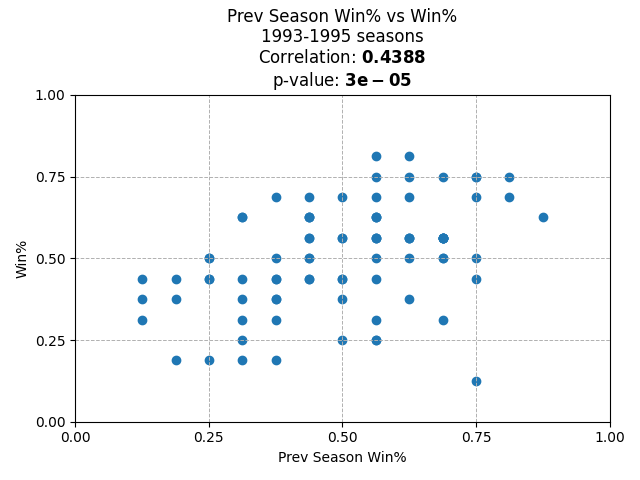 Prev Season Win% vs Win%
1993-1995 seasons
Correlation: 0.4388
p-value: 3e − 05
1.00
0.75
0.50
0.25
0.00
Win%
0.00 0.25 0.50 0.75 1.00
Prev Season Win%